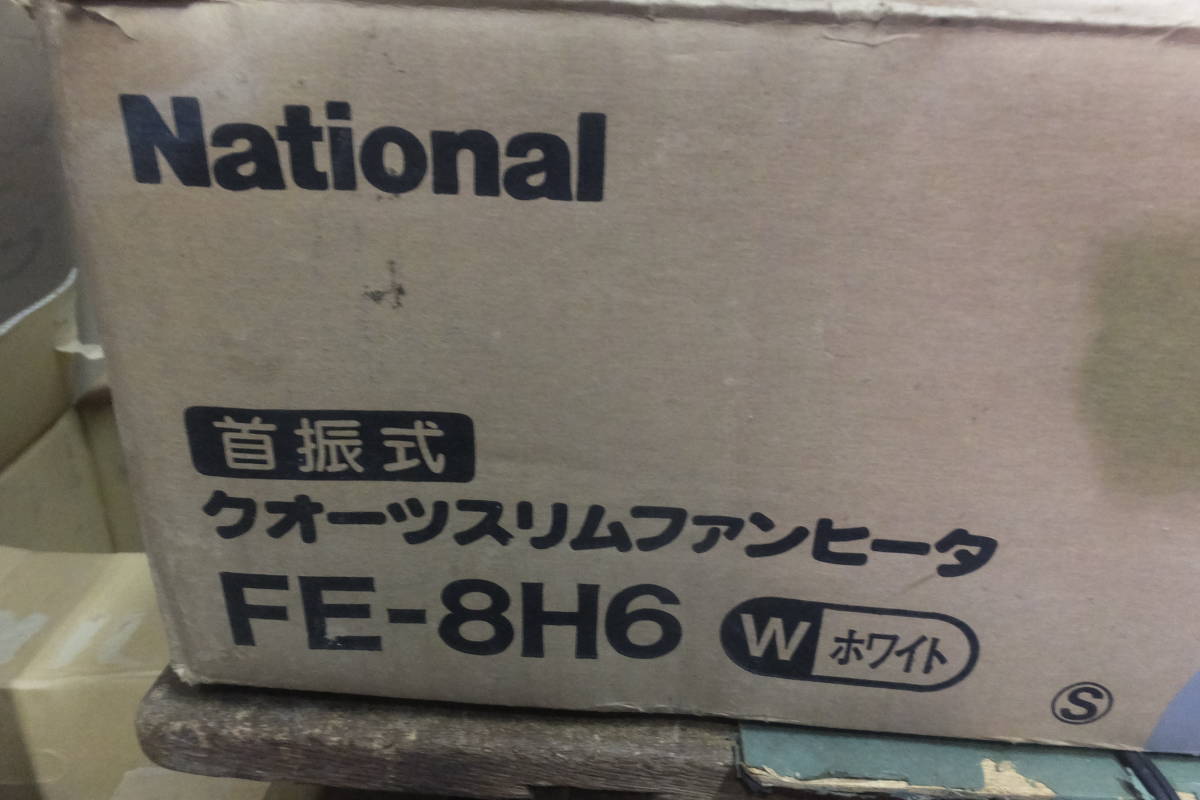 National
首振式
クオーツスリムファンヒータ
FE-8H6 W ホワイト
S